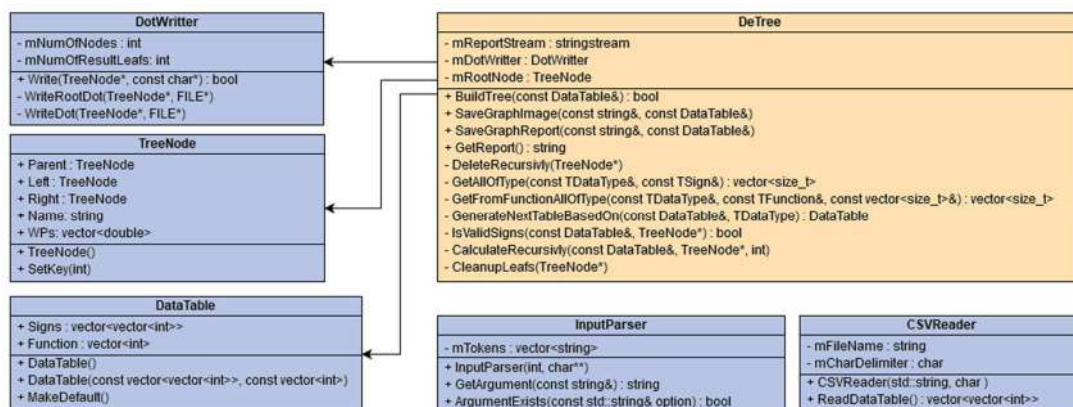 DotWritter
- mNumOfNodes : int
- mNumOfResultLeafs: int
+ Write(TreeNode*, const char*) : bool
- WriteRootDot(TreeNode*, FILE*)
- WriteDot(TreeNode*, FILE*)
TreeNode
+ Parent : TreeNode
+ Left : TreeNode
+ Right : TreeNode
+ Name: string
+ WPs: vector<double>
+ TreeNode()
+ SetKey(int)
DataTable
+ Signs : vector<vector<int>>
+ Function : vector<int>
+ DataTable()
+ DataTable(const vector<vector<int>>, const vector<int>)
+ MakeDefault()
DeTree
- mReportStream : stringstream
- mDotWritter : DotWritter
- mRootNode : TreeNode
+ BuildTree(const DataTable&) : bool
+ SaveGraphImage(const string&, const DataTable&)
+ SaveGraphReport(const string&, const DataTable&)
+ GetReport() : string
- DeleteRecursivly(TreeNode*)
- GetAllOfType(const TDataType&, const TSign&) : vector<size_t>
- GetFromFunctionAllOfType(const TDataType&, const TFunction&, const vector<size_t>&) : vector<size_t>
- GenerateNextTableBasedOn(const DataTable&, TDataType) : DataTable
- IsValidSigns(const DataTable&, TreeNode*) : bool
- CalculateRecursivly(const DataTable&, TreeNode*, int)
- CleanupLeafs(TreeNode*)
InputParser
- mTokens : vector<string>
+ InputParser(int, char**)
+ GetArgument(const string&) : string
+ ArgumentExists(const std::string& option) : bool
CSVReader
- mFileName : string
- mCharDelimiter : char
+ CSVReader(std::string, char )
+ ReadDataTable() : vector<vector<int>>